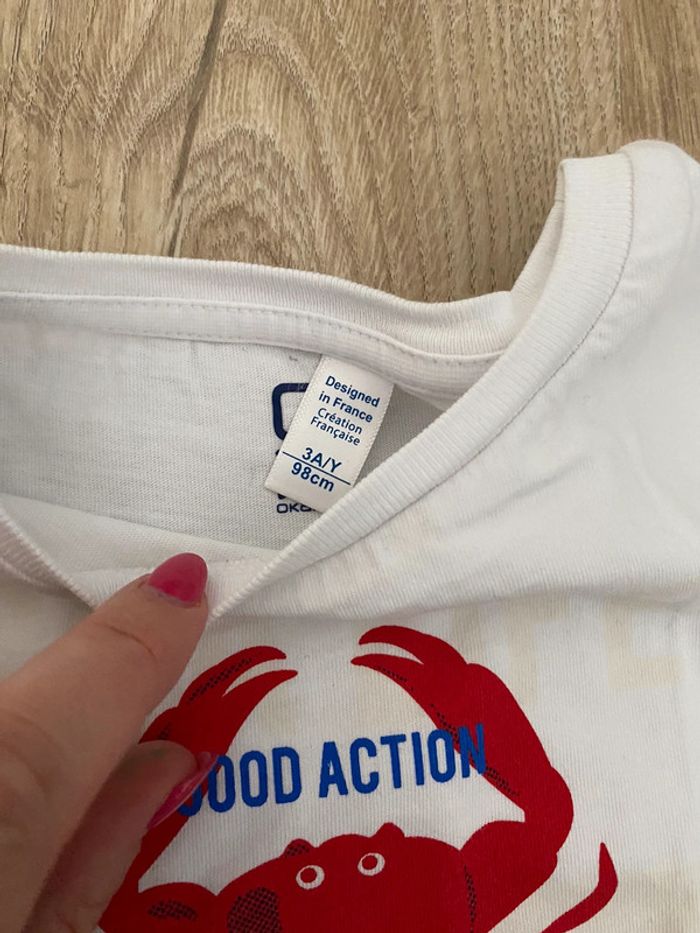 Designed
in France
Création
Française
3A/Y
98cm
OOD ACTION